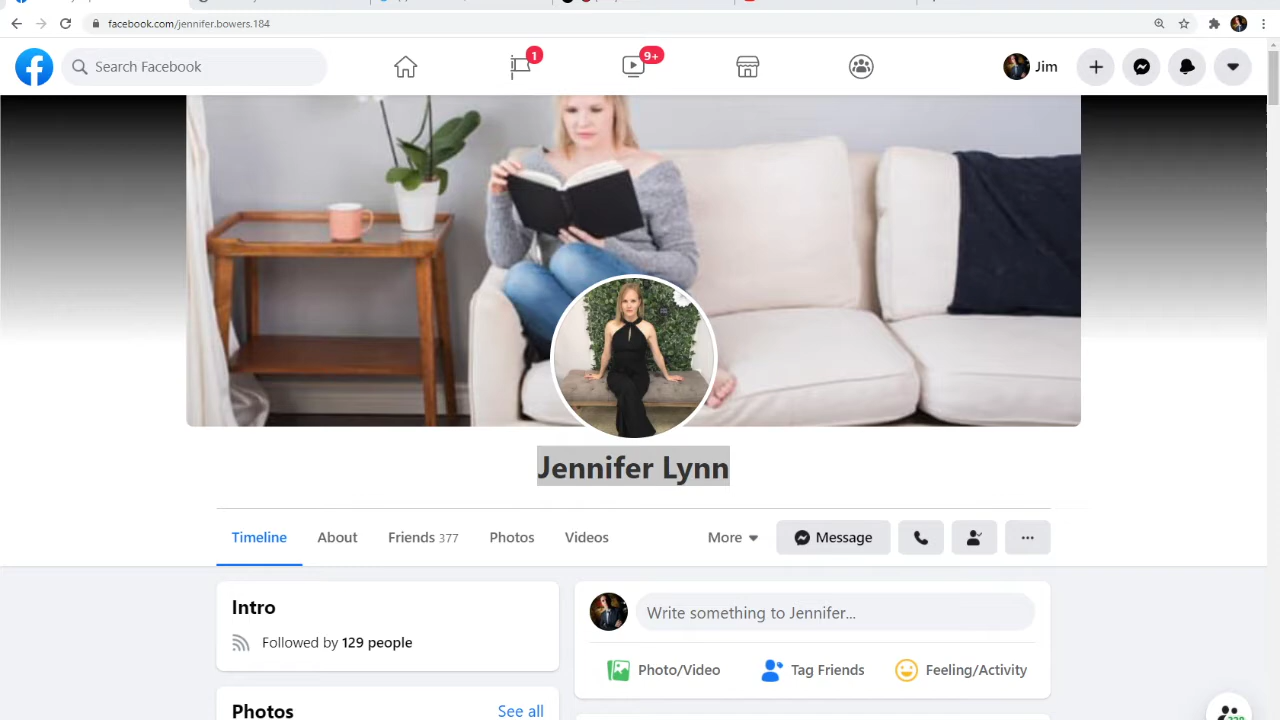 facebook.com/jennifer.bowers.184
Search Facebook
1
9+
Jim
Jennifer Lynn
Timeline
About
Friends 377
Photos
Videos
More
Message
Intro
Followed by 129 people
Write something to Jennifer...
Photo/Video
Tag Friends
Feeling/Activity
Photos
See all